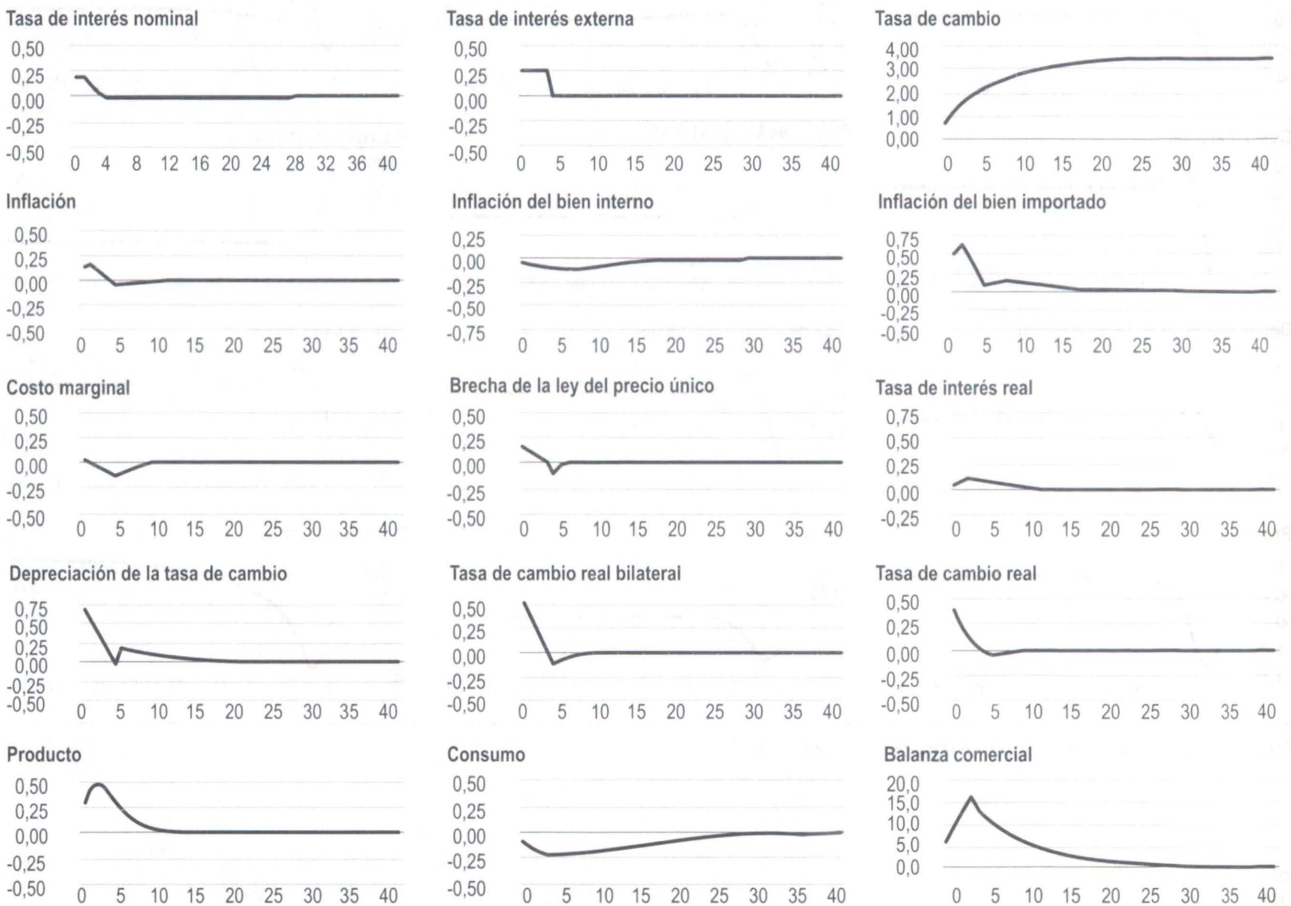 Tasa de interés nominal
0,50
0,25
0,00
-0,25
-0,50
0 4 8 12 16 20 24 28 32 36 40
Tasa de interés externa
0,50
0,25
0,00
-0,25
-0,50
0 5 10 15 20 25 30 35 40
Tasa de cambio
4,00
3,00
2,00
1,00
0,00
0 5 10 15 20 25 30 35 40
Inflación
0,50
0,25
0,00
-0,25
-0,50
0 5 10 15 20 25 30 35 40
Inflación del bien interno
0,25
0,00
-0,25
-0,50
-0,75
0 5 10 15 20 25 30 35 40
Inflación del bien importado
0,75
0,50
0,25
0,00
-0,25
-0,50
0 5 10 15 20 25 30 35 40
Costo marginal
0,50
0,25
0,00
-0,25
-0,50
0 5 10 15 20 25 30 35 40
Brecha de la ley del precio único
0,50
0,25
0,00
-0,25
-0,50
0 5 10 15 20 25 30 35 40
Tasa de interés real
0,75
0,50
0,25
0,00
-0,25
0 5 10 15 20 25 30 35 40
Depreciación de la tasa de cambio
0,75
0,50
0,25
0,00
-0,25
-0,50
0 5 10 15 20 25 30 35 40
Tasa de cambio real bilateral
0,50
0,25
0,00
-0,25
-0,50
0 5 10 15 20 25 30 35 40
Tasa de cambio real
0,50
0,25
0,00
-0,25
-0,50
0 5 10 15 20 25 30 35 40
Producto
0,50
0,25
0,00
-0,25
-0,50
0 5 10 15 20 25 30 35 40
Consumo
0,50
0,25
0,00
-0,25
-0,50
0 5 10 15 20 25 30 35 40
Balanza comercial
20,0
15,0
10,0
5,0
0,0
0 5 10 15 20 25 30 35 40